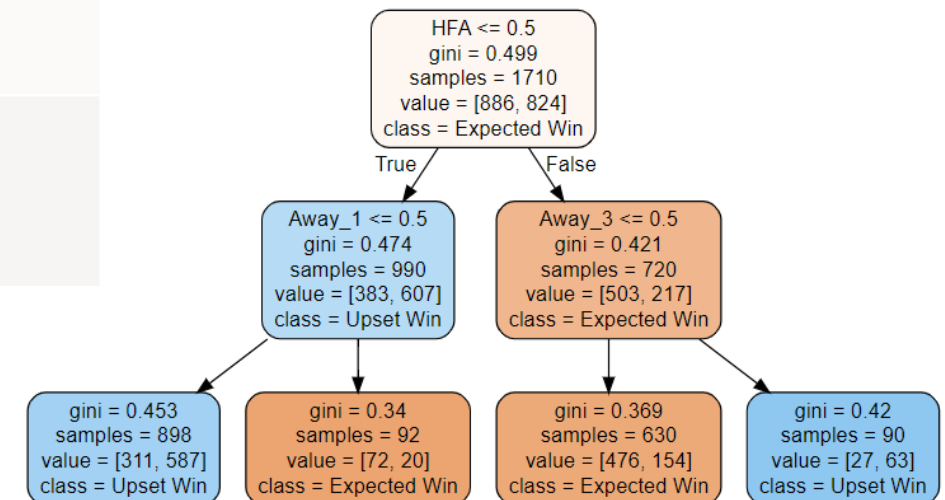 HFA <= 0.5
gini = 0.499
samples = 1710
value = [886, 824]
class = Expected Win
True
False
Away_1 <= 0.5
gini = 0.474
samples = 990
value = [383, 607]
class = Upset Win
Away_3 <= 0.5
gini = 0.421
samples = 720
value = [503, 217]
class = Expected Win
gini = 0.453
samples = 898
value = [311, 587]
class = Upset Win
gini = 0.34
samples = 92
value = [72, 20]
class = Expected Win
gini = 0.369
samples = 630
value = [476, 154]
class = Expected Win
gini = 0.42
samples = 90
value = [27, 63]
class = Upset Win